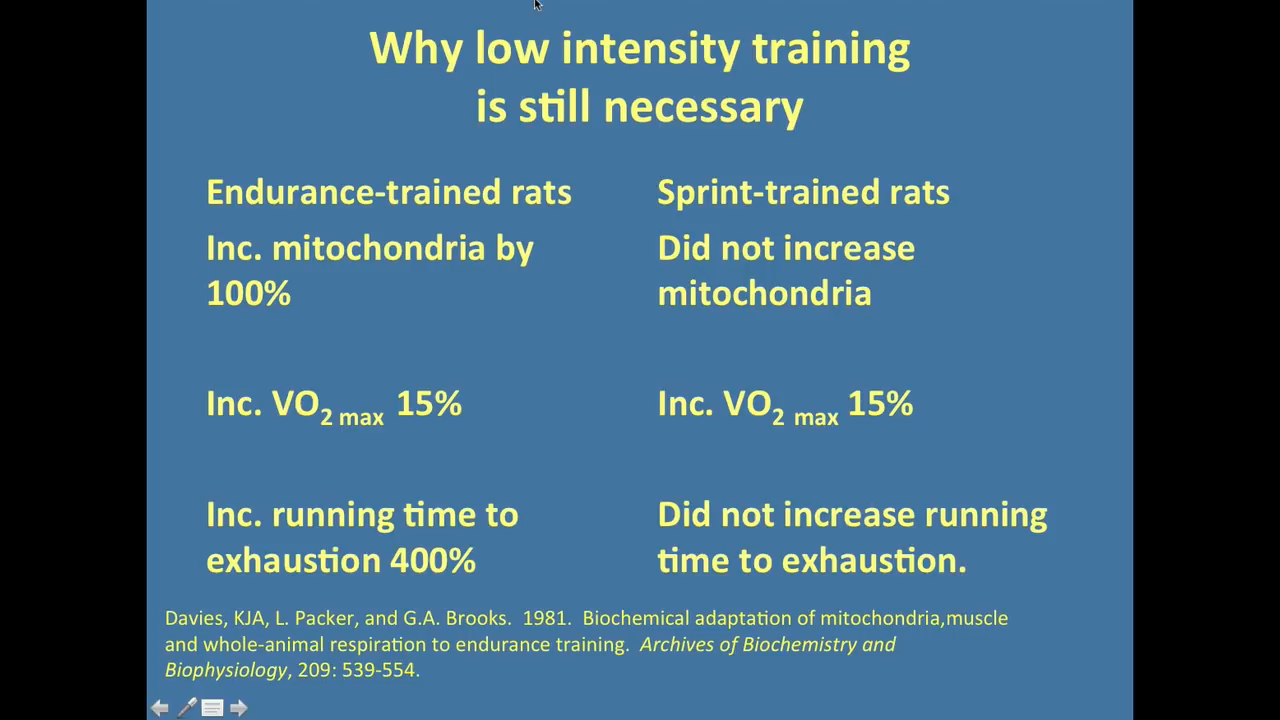 Why low intensity training
is still necessary
Endurance-trained rats
Inc. mitochondria by
100%
Inc. VO2 max 15%
Inc. running time to
exhaustion 400%
Sprint-trained rats
Did not increase
mitochondria
Inc. VO2 max 15%
Did not increase running
time to exhaustion.
Davies, KJA, L. Packer, and G.A. Brooks. 1981. Biochemical adaptation of mitochondria,muscle
and whole-animal respiration to endurance training. Archives of Biochemistry and
Biophysiology, 209: 539-554.